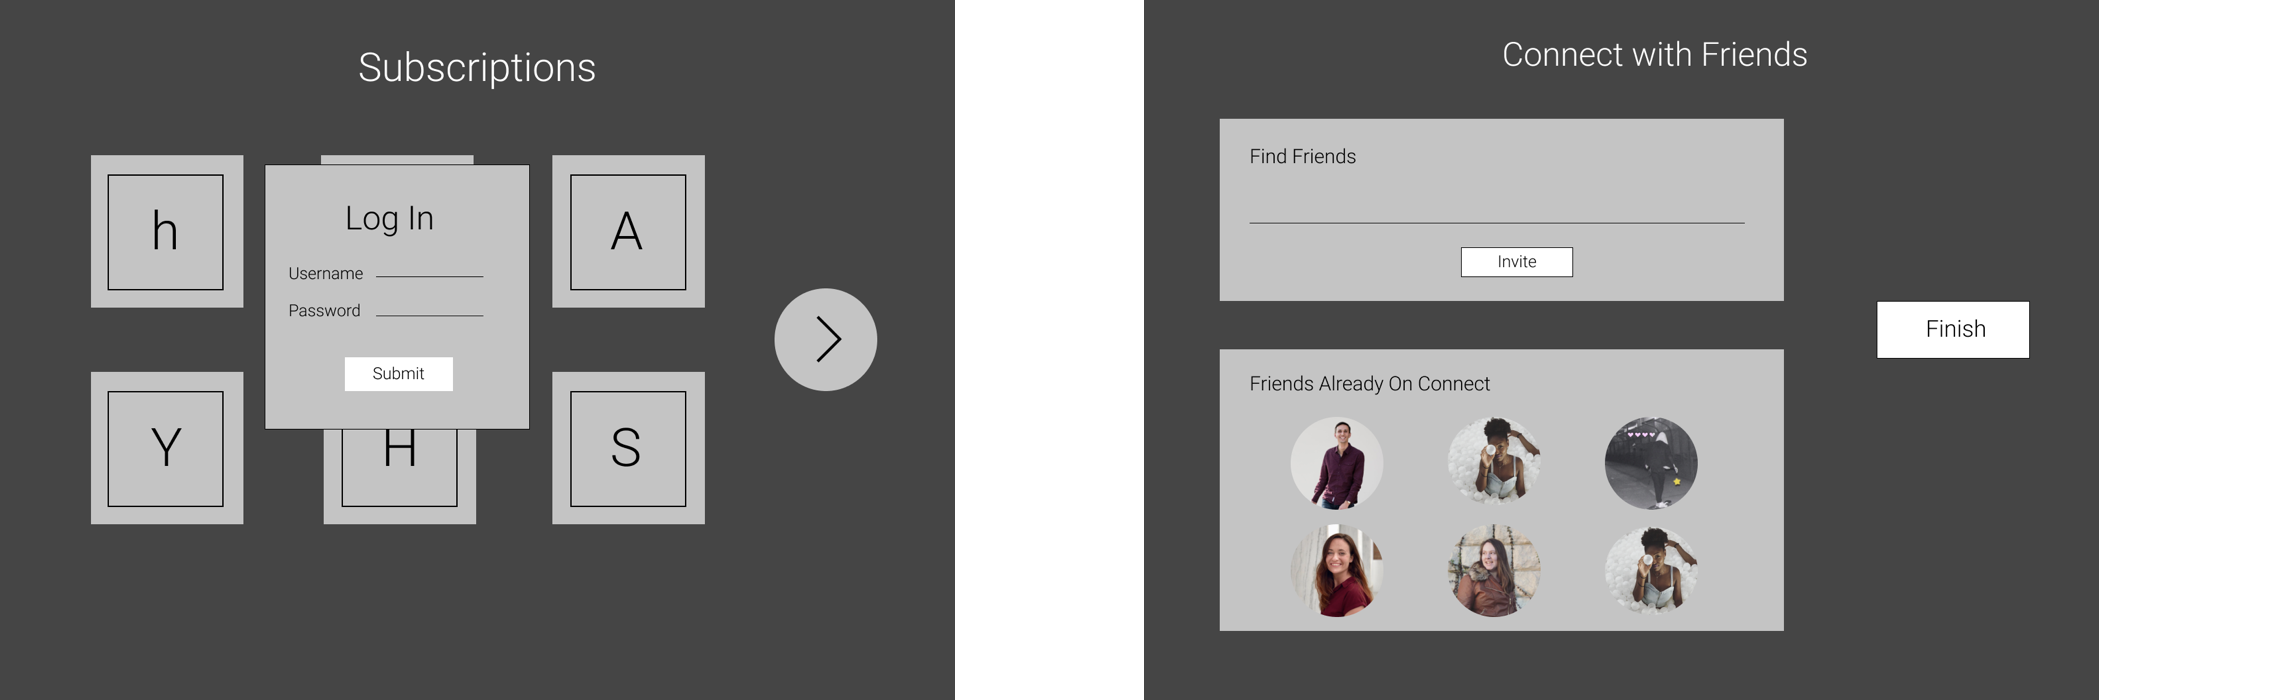 Subscriptions
h
A
Log In
Username
Password
Submit
Y
H
S
Connect with Friends
Find Friends
Invite
Finish
Friends Already On Connect